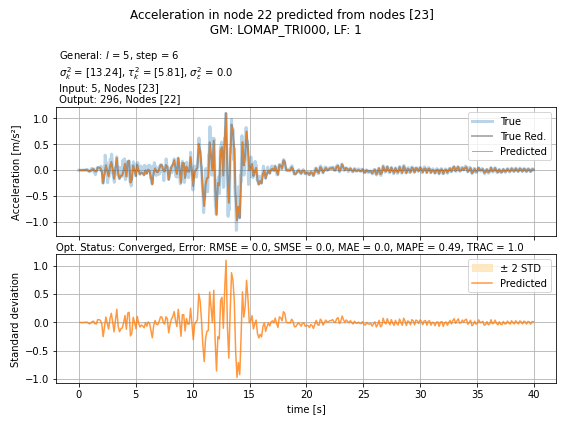 Acceleration in node 22 predicted from nodes [23]
GM: LOMAP_TRI000, LF: 1
General: l = 5, step = 6
σ²ₖ = [13.24], τ²ₖ = [5.81], σ²ε = 0.0
Input: 5, Nodes [23]
Output: 296, Nodes [22]
Acceleration [m/s²]
1.0
0.5
0.0
−0.5
−1.0
True
True Red.
Predicted
Opt. Status: Converged, Error: RMSE = 0.0, SMSE = 0.0, MAE = 0.0, MAPE = 0.49, TRAC = 1.0
Standard deviation
1.0
0.5
0.0
−0.5
−1.0
± 2 STD
Predicted
0 5 10 15 20 25 30 35 40
time [s]